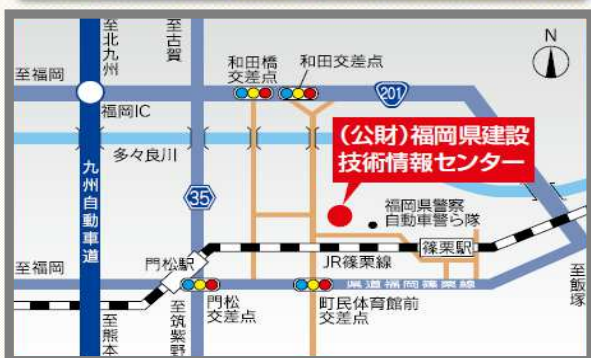 至北九州
至古賀
和田橋
交差点
和田交差点
N
至福岡
201
福岡IC
(公財)福岡県建設
技術情報センター
多々良川
九州自動車道
35
福岡県警察
自動車警ら隊
門松駅
JR篠栗線
篠栗駅
至福岡
県道福岡篠栗線
至飯塚
門松
交差点
町民体育館前
交差点
至熊本
至筑紫野